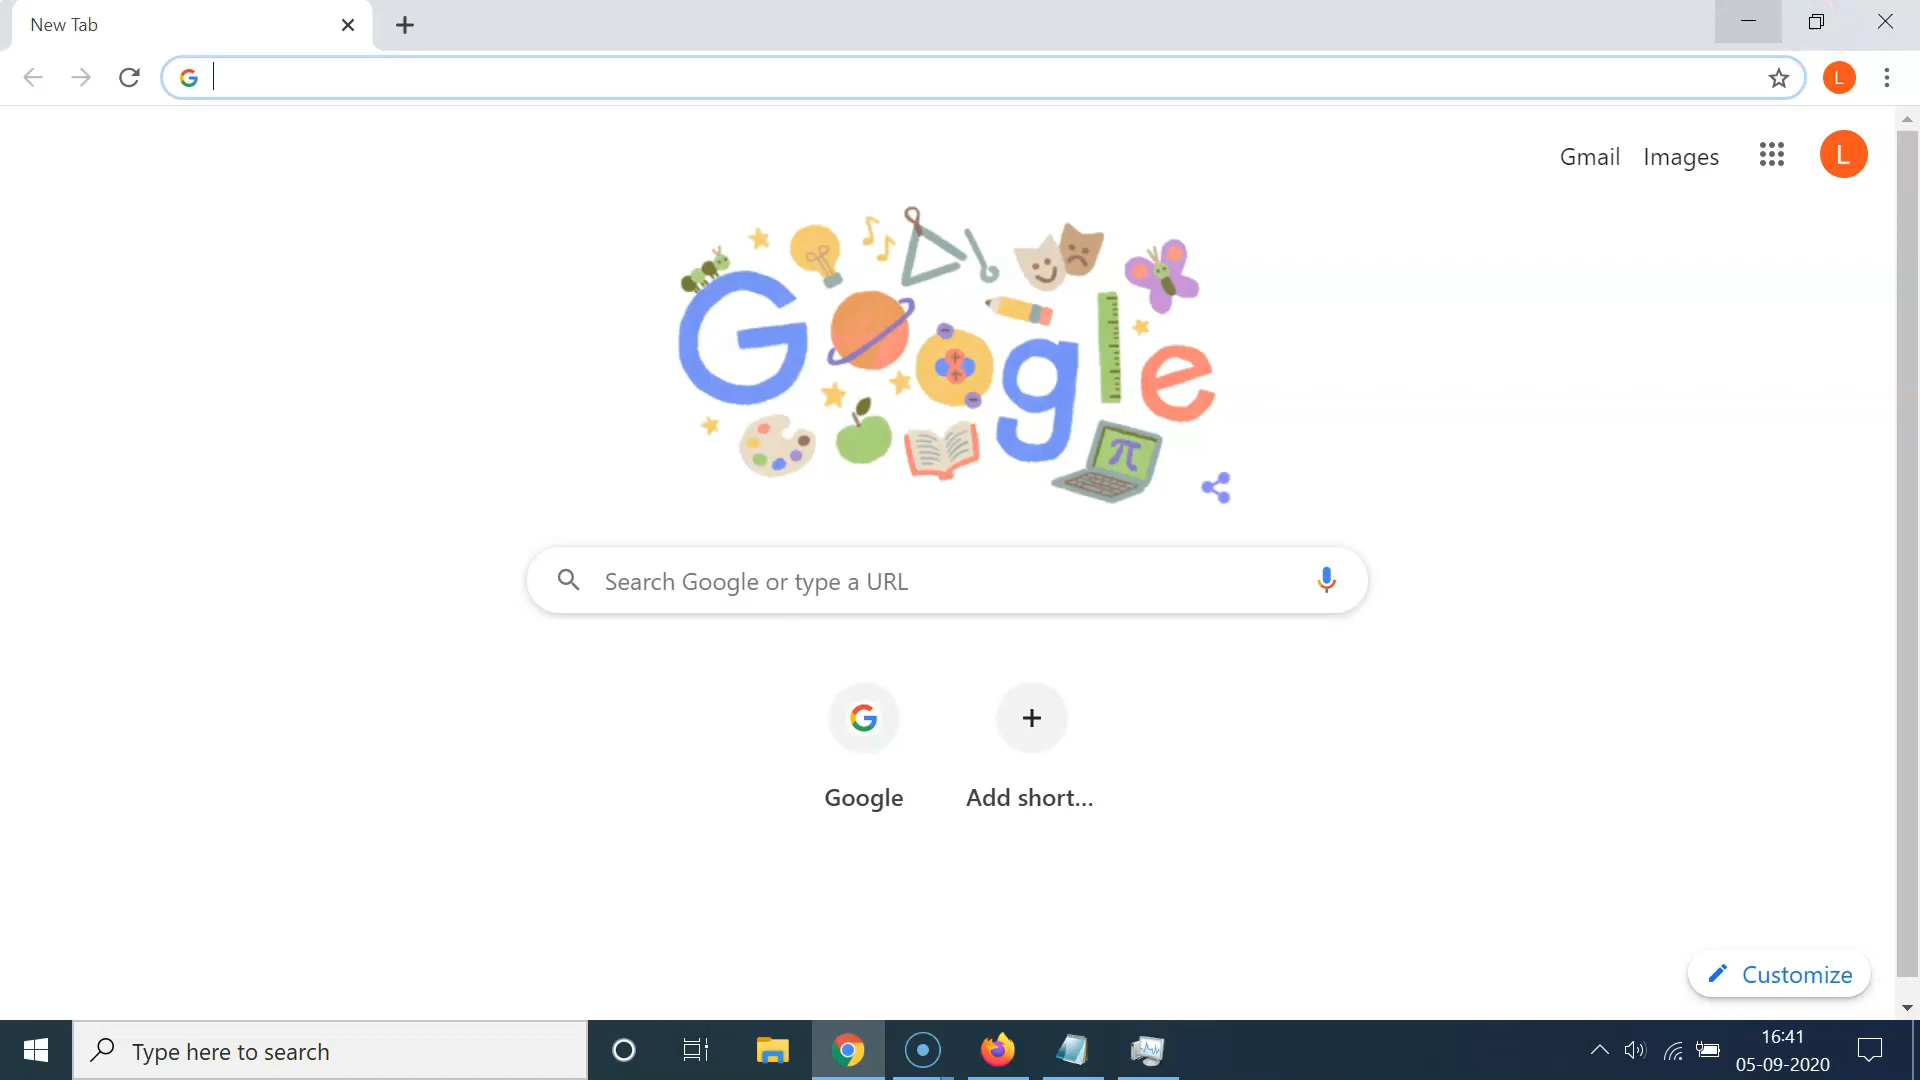 New Tab
L
Gmail Images
L
Google
π
Search Google or type a URL
Google
Add short...
Customize
Type here to search
16:41
05-09-2020